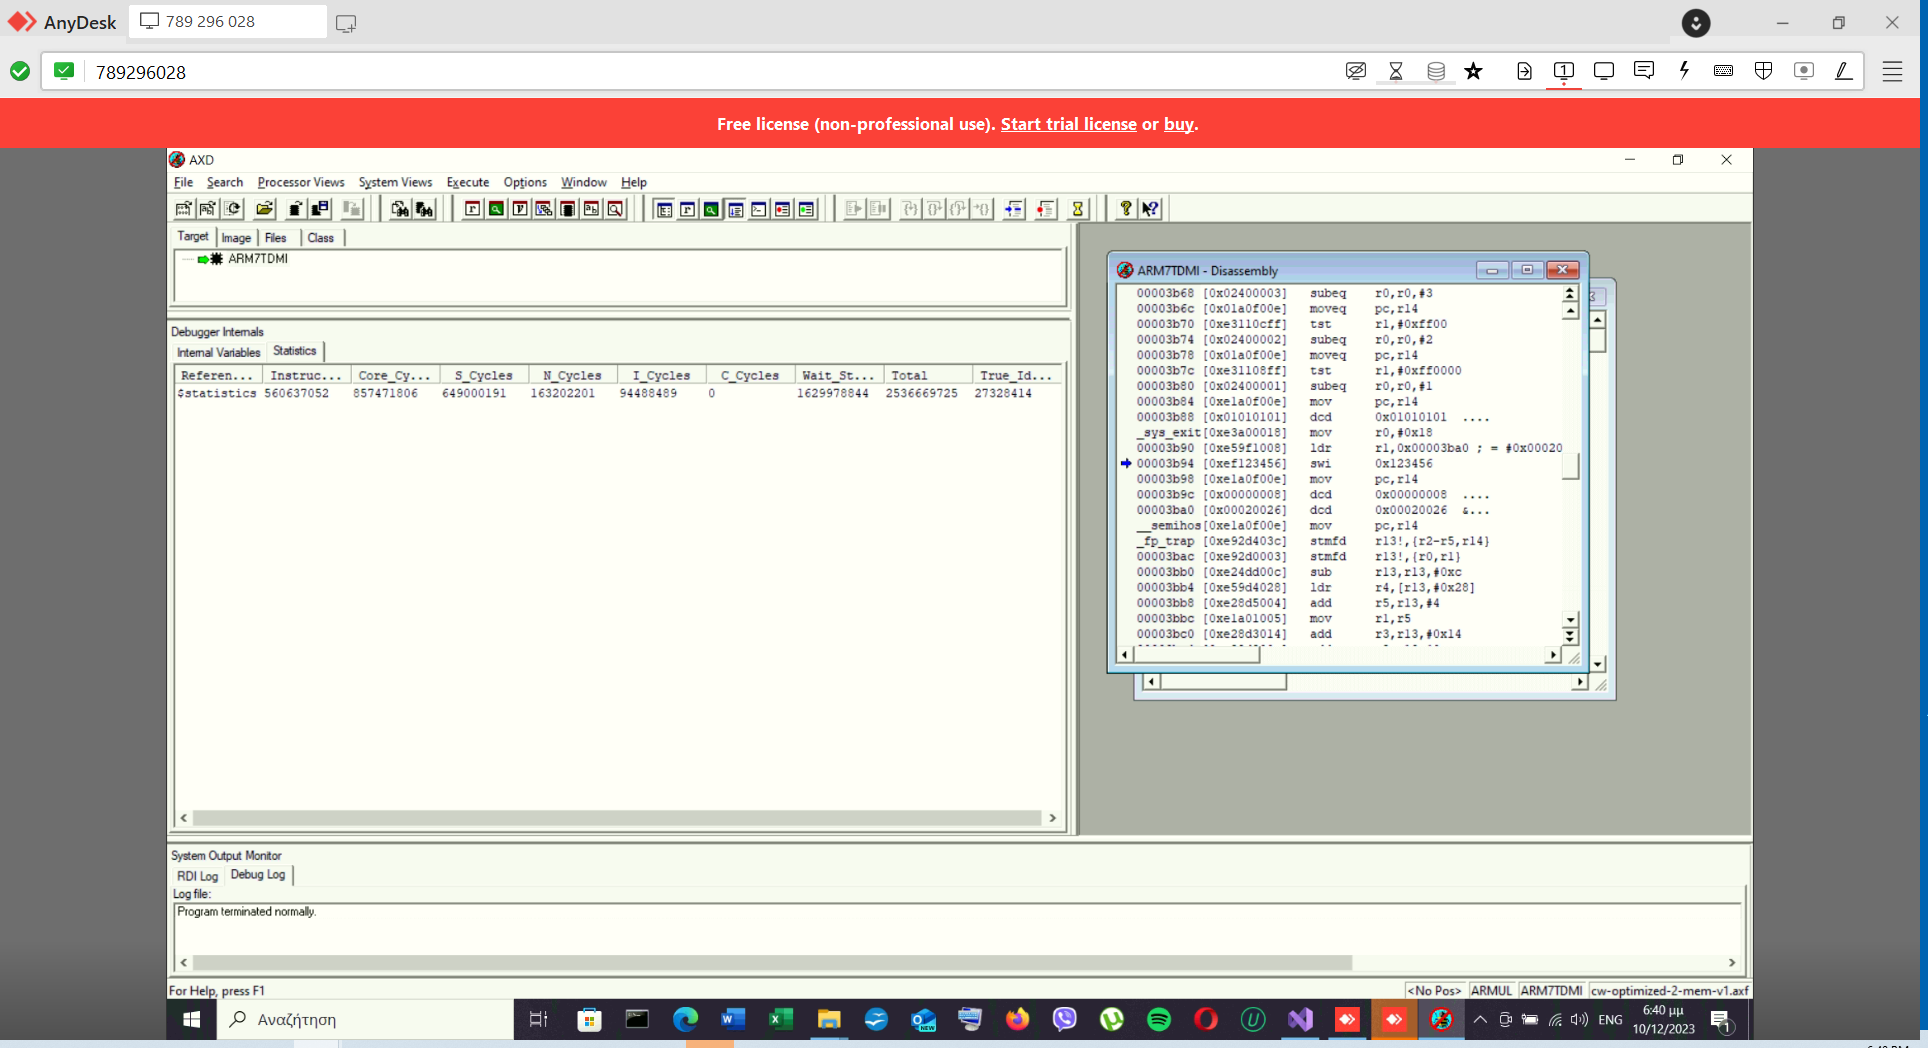 AnyDesk
789 296 028
789296028
1
Free license (non-professional use). Start trial license or buy.
AXD
File Search Processor Views System Views Execute Options Window Help
Target Image Files Class
ARM7TDMI
Debugger Internals
Internal Variables Statistics
Referen... Instruc... Core_Cy... S_Cycles N_Cycles I_Cycles C_Cycles Wait_St... Total True_Id...
$statistics 560637052 857471806 649000191 163202201 94488489 0 1629978844 2536669725 27328414
ARM7TDMI - Disassembly
00003b68 [0x02400003] subeq r0,r0,#3
00003b6c [0x01a0f00e] moveq pc,r14
00003b70 [0xe3110cff] tst r1,#0xff00
00003b74 [0x02400002] subeq r0,r0,#2
00003b78 [0x01a0f00e] moveq pc,r14
00003b7c [0xe31108ff] tst r1,#0xff0000
00003b80 [0x02400001] subeq r0,r0,#1
00003b84 [0xe1a0f00e] mov pc,r14
00003b88 [0x01010101] dcd 0x01010101 ....
_sys_exit[0xe3a00018] mov r0,#0x18
00003b90 [0xe59f1008] ldr r1,0x00003ba0 ; = #0x00020
00003b94 [0xef123456] swi 0x123456
00003b98 [0xe1a0f00e] mov pc,r14
00003b9c [0x00000008] dcd 0x00000008 ....
00003ba0 [0x00020026] dcd 0x00020026 &...
__semihos[0xe1a0f00e] mov pc,r14
_fp_trap [0xe92d403c] stmfd r13!,{r2-r5,r14}
00003bac [0xe92d0003] stmfd r13!,{r0,r1}
00003bb0 [0xe24dd00c] sub r13,r13,#0xc
00003bb4 [0xe59d4028] ldr r4,[r13,#0x28]
00003bb8 [0xe28d5004] add r5,r13,#4
00003bbc [0xe1a01005] mov r1,r5
00003bc0 [0xe28d3014] add r3,r13,#0x14
System Output Monitor
RDI Log Debug Log
Log file:
Program terminated normally.
For Help, press F1
<No Pos> ARMUL ARM7TDMI cw-optimized-2-mem-v1.axf
Αναζήτηση
ENG
6:40 μμ
10/12/2023
1